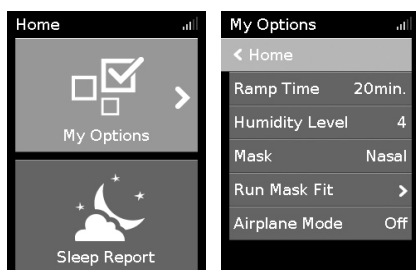 Home
My Options
Sleep Report
My Options
< Home
Ramp Time 20min.
Humidity Level 4
Mask Nasal
Run Mask Fit >
Airplane Mode Off